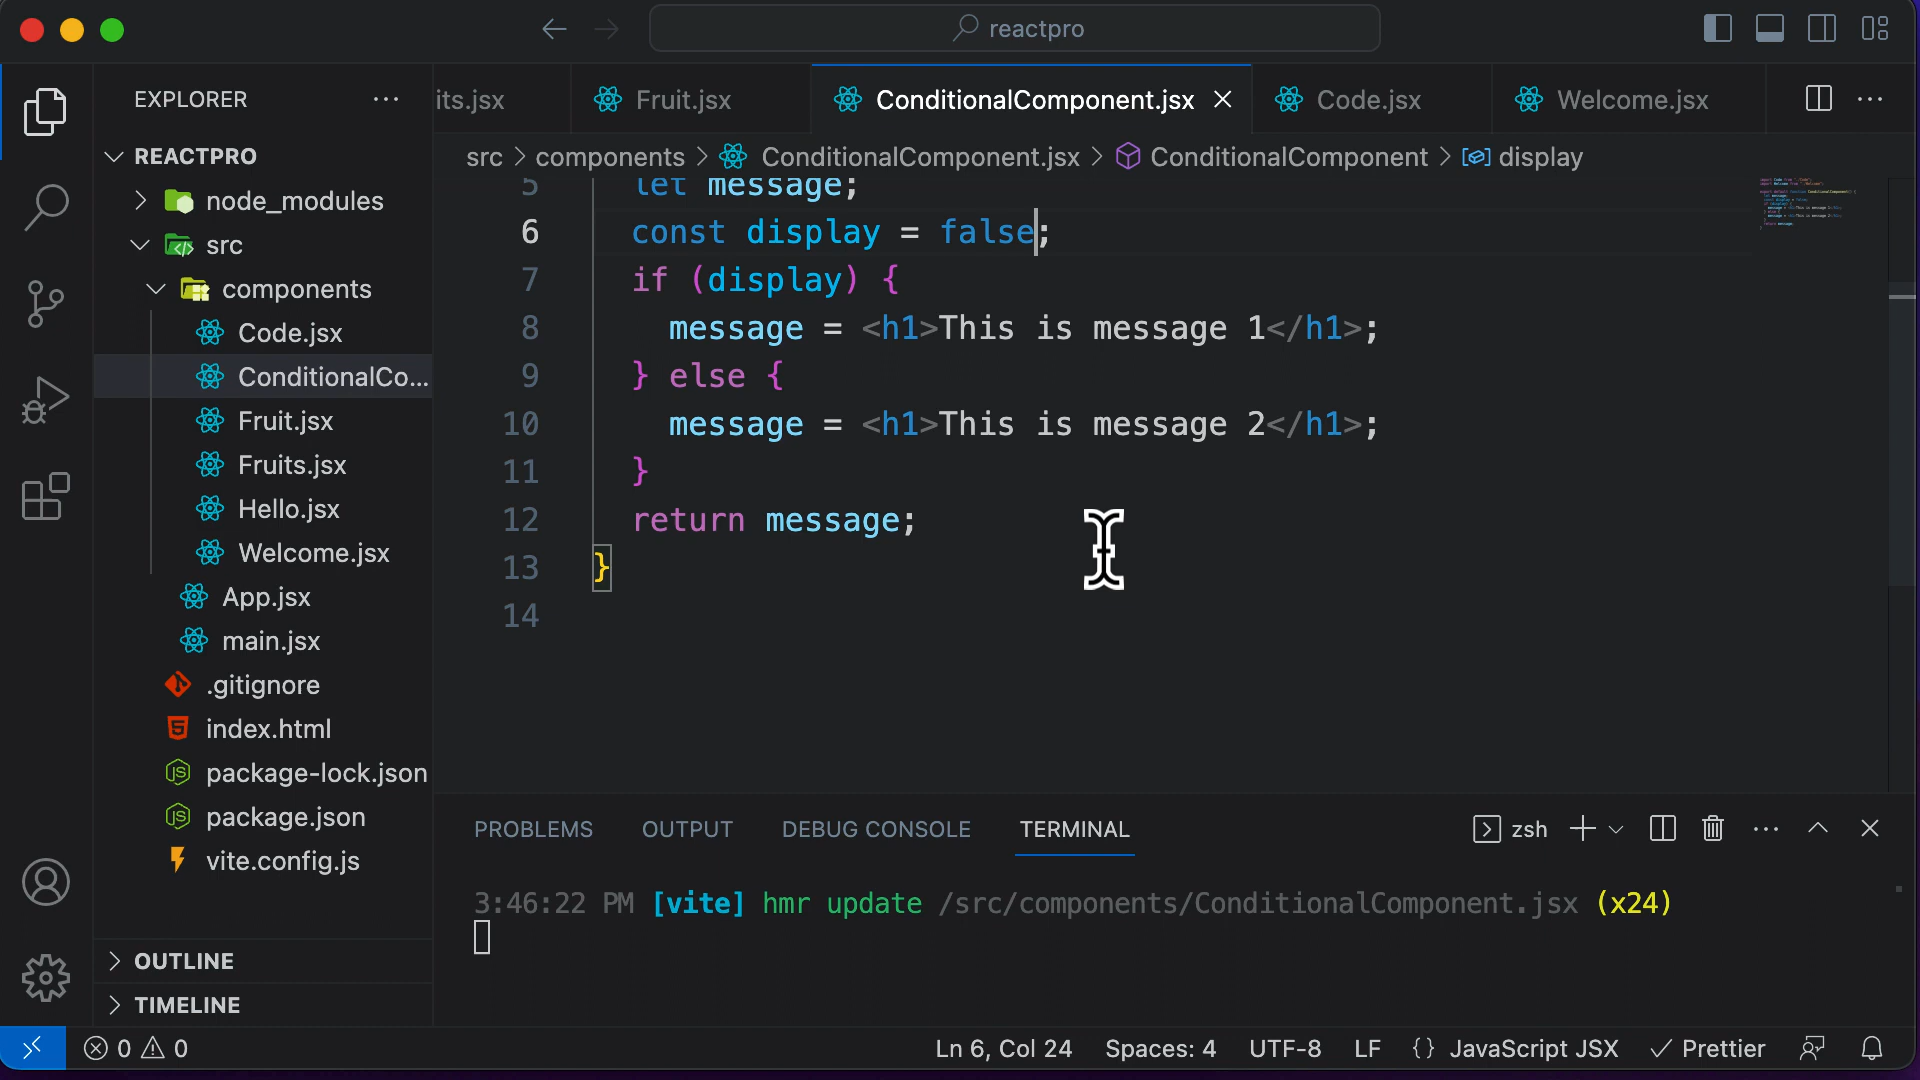 reactpro
EXPLORER
its.jsx
Fruit.jsx
ConditionalComponent.jsx
Code.jsx
Welcome.jsx
src > components > ConditionalComponent.jsx > ConditionalComponent > display
REACTPRO
node_modules
src
components
Code.jsx
ConditionalCo...
Fruit.jsx
Fruits.jsx
Hello.jsx
Welcome.jsx
App.jsx
main.jsx
.gitignore
index.html
package-lock.json
package.json
vite.config.js
OUTLINE
TIMELINE
5 let message;
6 const display = false;
7 if (display) {
8 message = <h1>This is message 1</h1>;
9 } else {
10 message = <h1>This is message 2</h1>;
11 }
12 return message;
13 }
14
PROBLEMS OUTPUT DEBUG CONSOLE TERMINAL
zsh
3:46:22 PM [vite] hmr update /src/components/ConditionalComponent.jsx (x24)
0 0
Ln 6, Col 24 Spaces: 4 UTF-8 LF {} JavaScript JSX Prettier